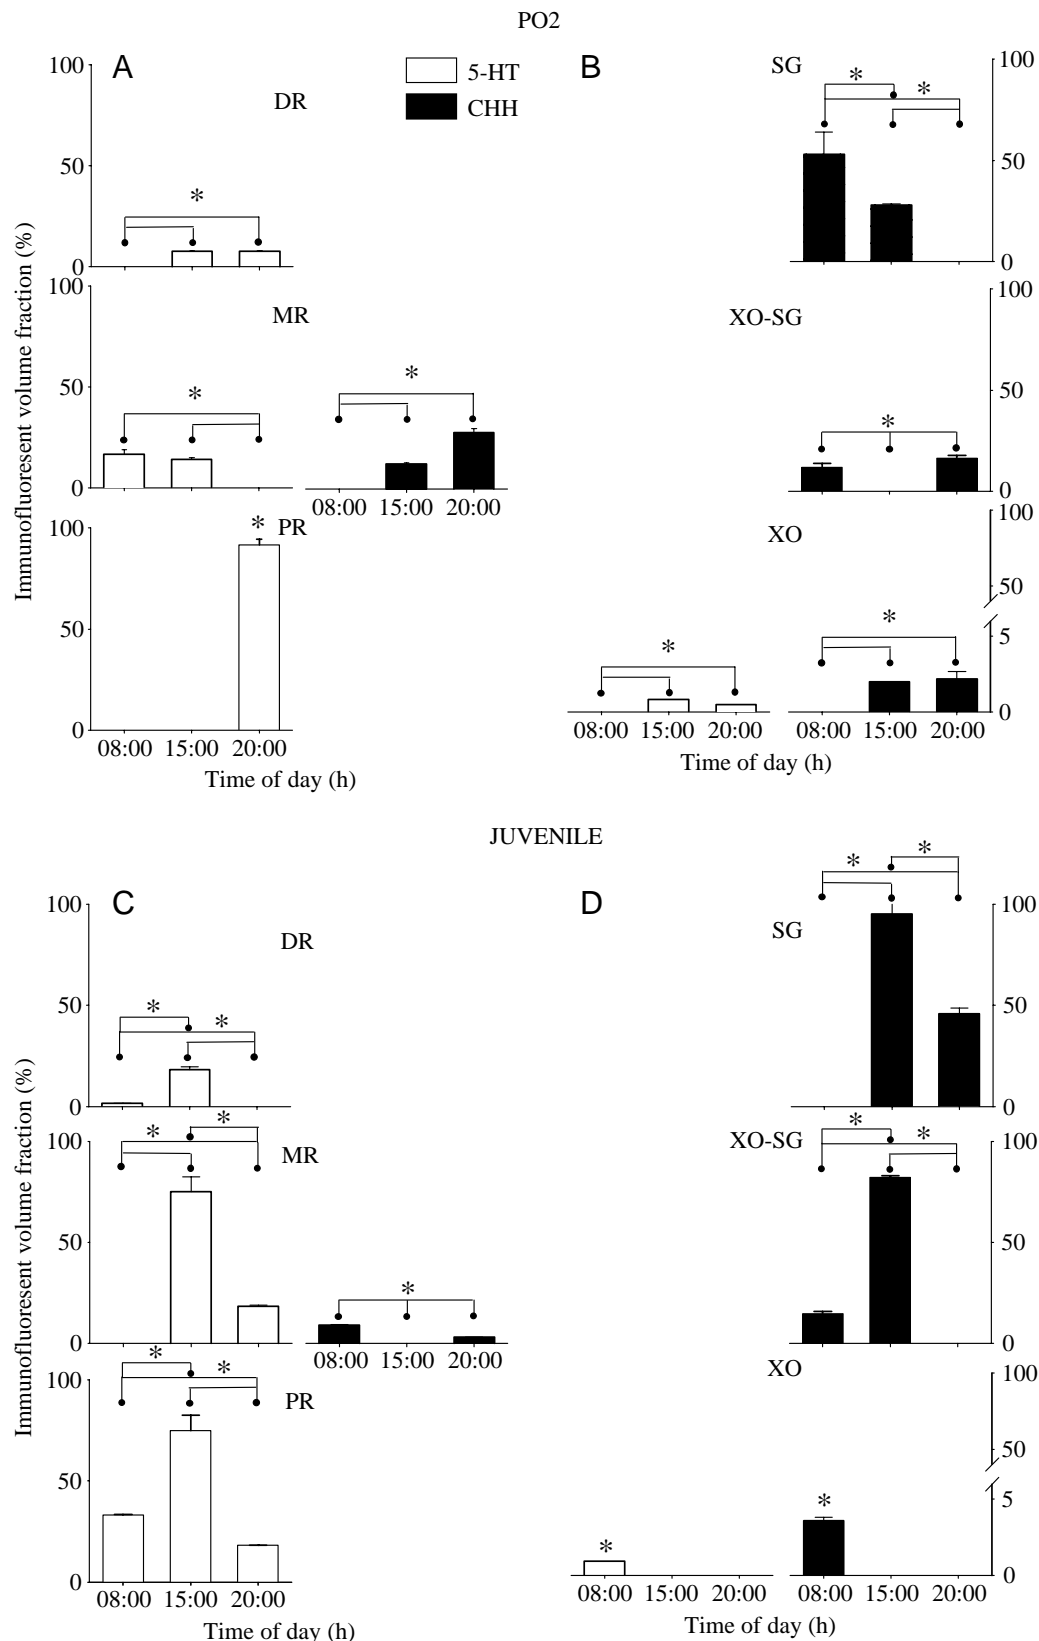 PO2
A
5-HT
CHH
DR
100
50
0
MR
100
50
0
*
*
*
08:00 15:00 20:00
PR
*
100
50
0
08:00 15:00 20:00
Time of day (h)
Immunofluoresent volume fraction (%)
B
SG
* *
100
50
0
XO-SG
*
100
50
0
XO
* *
100
50
5
0
08:00 15:00 20:00 08:00 15:00 20:00
Time of day (h)
JUVENILE
C
DR
* *
100
50
0
MR
* *
100
50
0
*
08:00 15:00 20:00
PR
* *
100
50
0
08:00 15:00 20:00
Time of day (h)
Immunofluoresent volume fraction (%)
D
SG
* *
100
50
0
XO-SG
* *
100
50
0
XO
* *
100
50
5
0
08:00 15:00 20:00 08:00 15:00 20:00
Time of day (h)